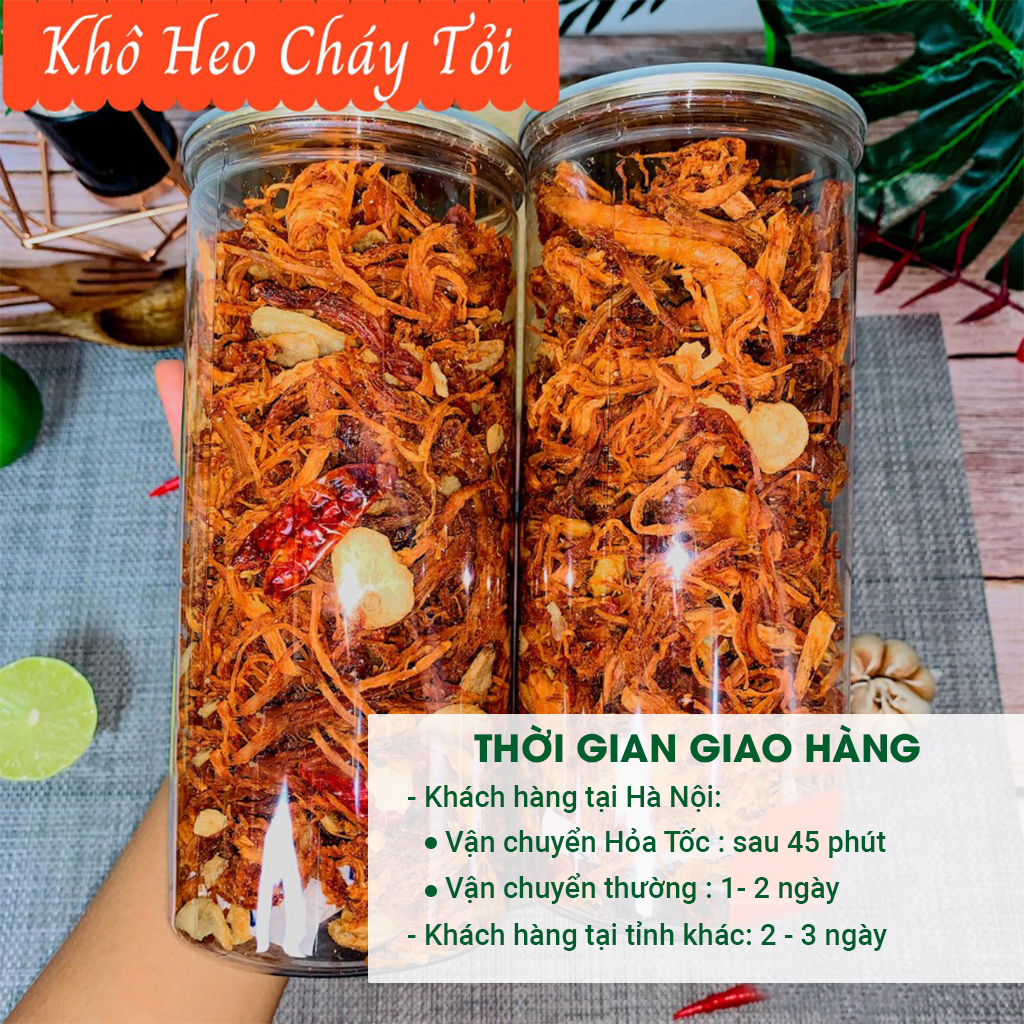 Khô Heo Cháy Tỏi
THỜI GIAN GIAO HÀNG
- Khách hàng tại Hà Nội:
• Vận chuyển Hỏa Tốc : sau 45 phút
• Vận chuyển thường : 1- 2 ngày
- Khách hàng tại tỉnh khác: 2 - 3 ngày